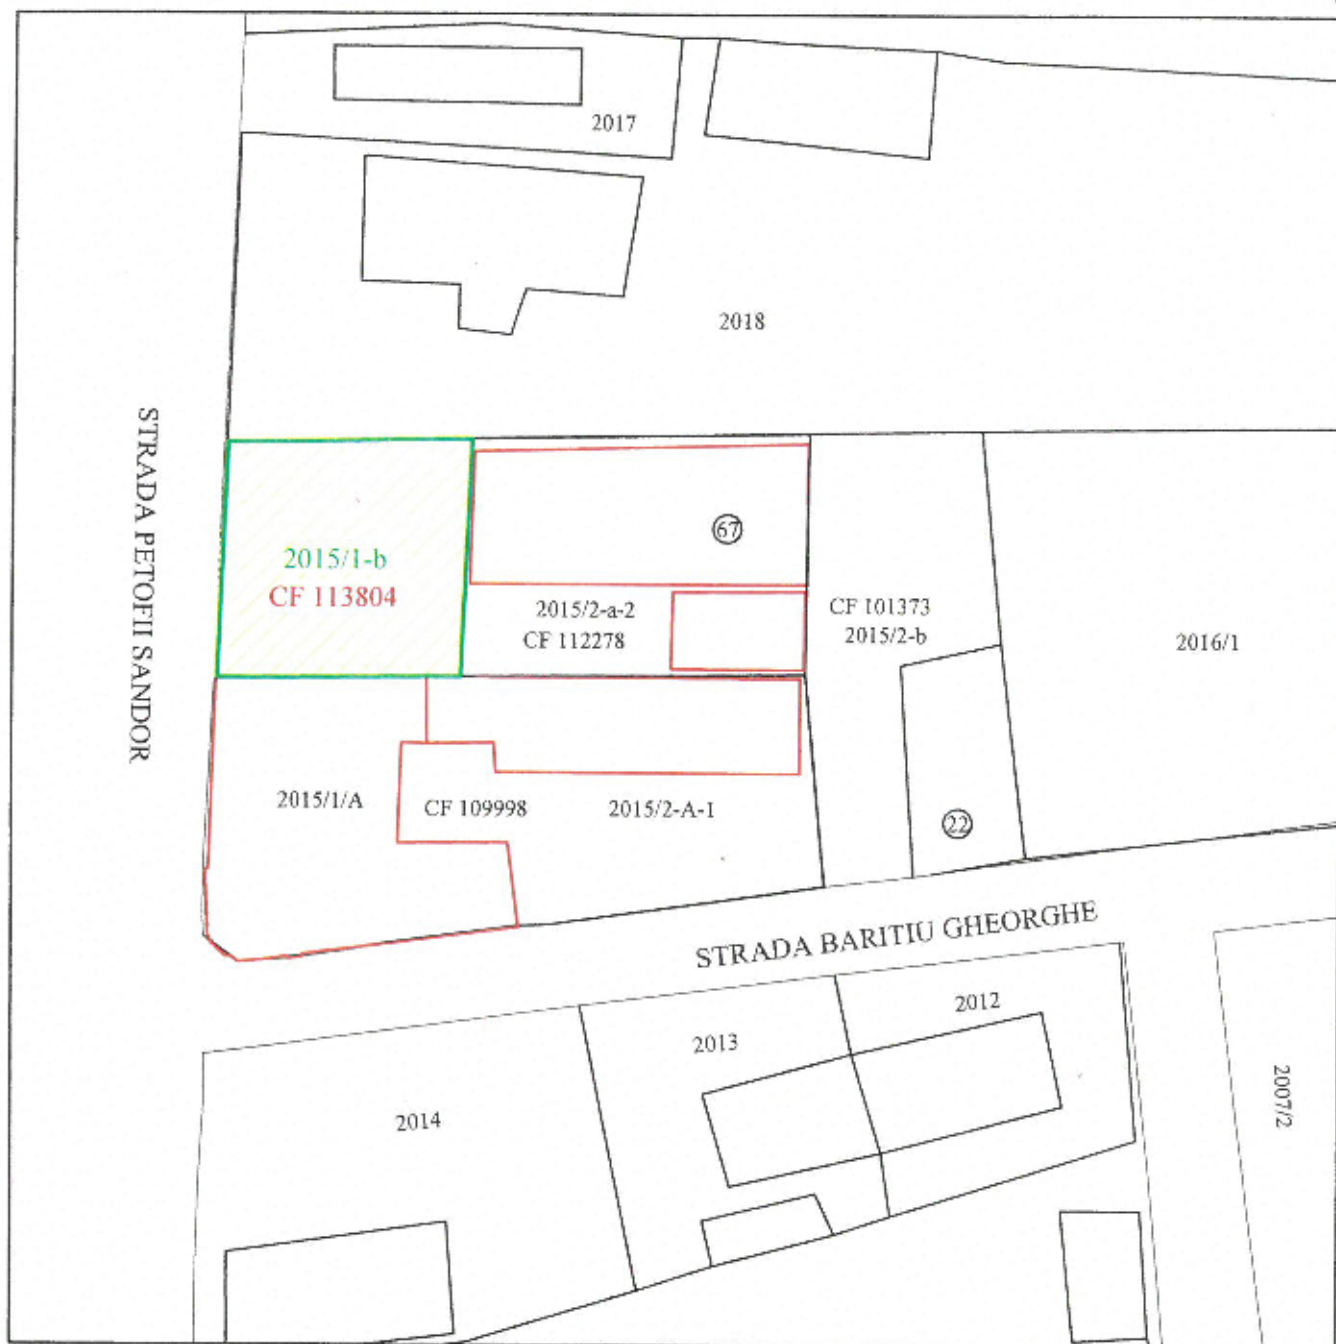 2017
2018
STRADA PETOFII SANDOR
2015/1-b
CF 113804
67
2015/2-a-2
CF 112278
CF 101373
2015/2-b
2016/1
2015/1/A
CF 109998
2015/2-A-1
22
STRADA BARITIU GHEORGHE
2012
2013
2014
2007/2